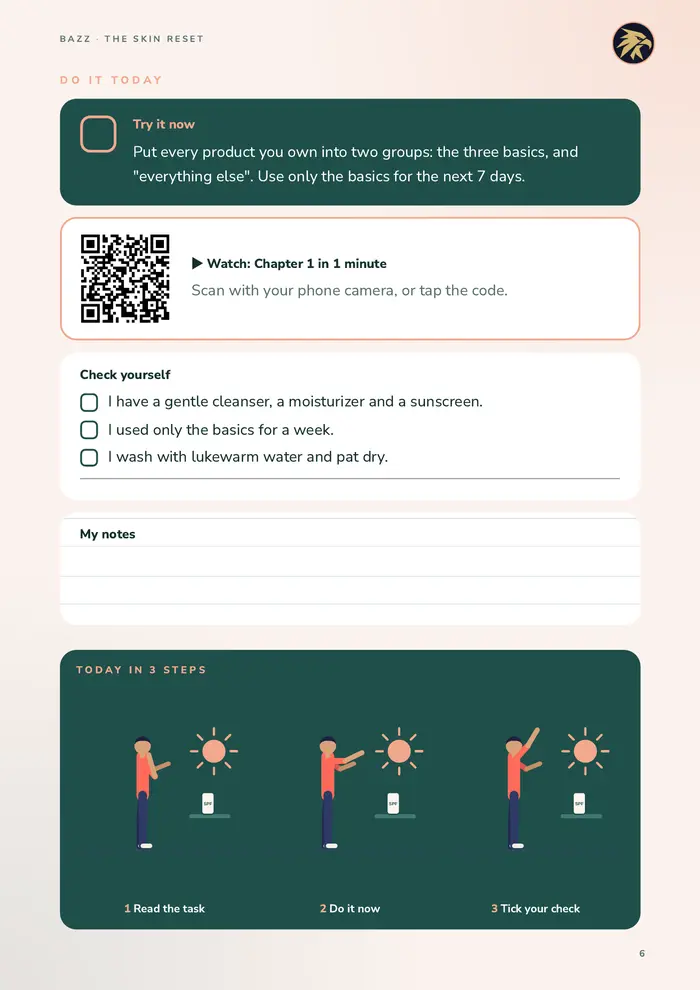 BAZZ · THE SKIN RESET
DO IT TODAY
Try it now
Put every product you own into two groups: the three basics, and
"everything else". Use only the basics for the next 7 days.
▶ Watch: Chapter 1 in 1 minute
Scan with your phone camera, or tap the code.
Check yourself
I have a gentle cleanser, a moisturizer and a sunscreen.
I used only the basics for a week.
I wash with lukewarm water and pat dry.
My notes
TODAY IN 3 STEPS
SPF
SPF
SPF
1 Read the task
2 Do it now
3 Tick your check
6